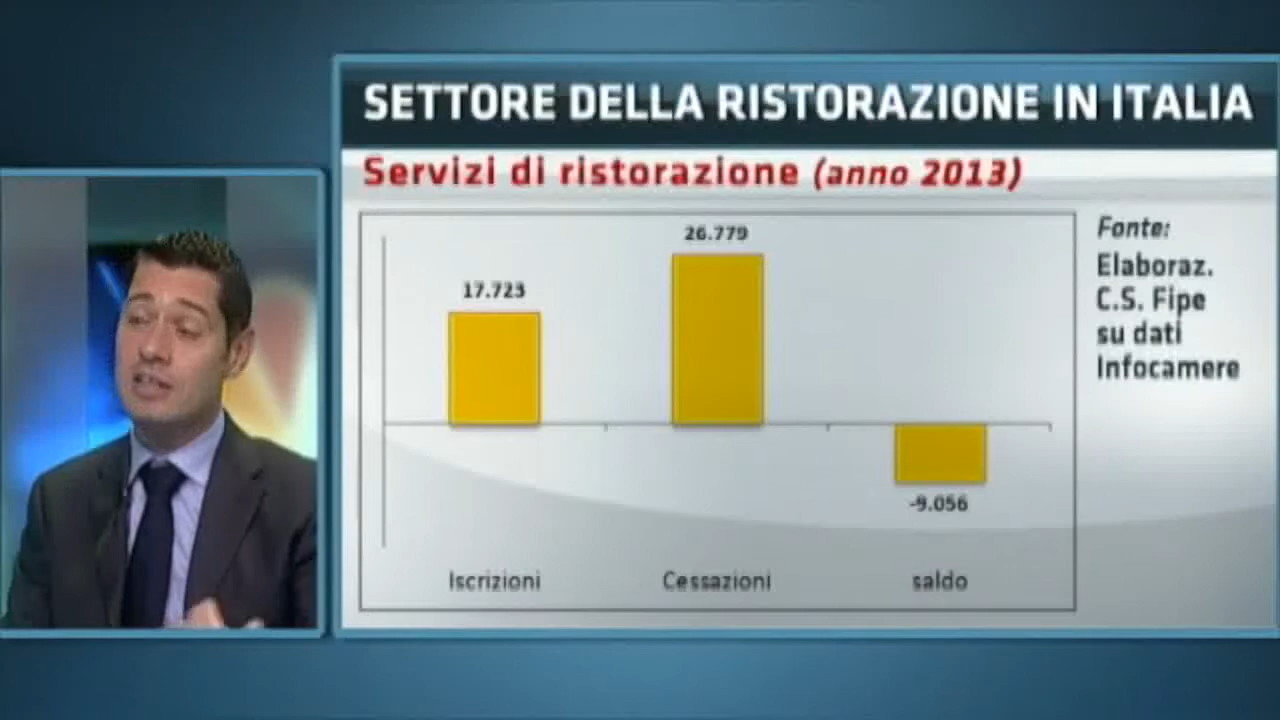 SETTORE DELLA RISTORAZIONE IN ITALIA
Servizi di ristorazione (anno 2013)
17.723
26.779
-9.056
Iscrizioni
Cessazioni
saldo
Fonte:
Elaboraz.
C.S. Fipe
su dati
Infocamere